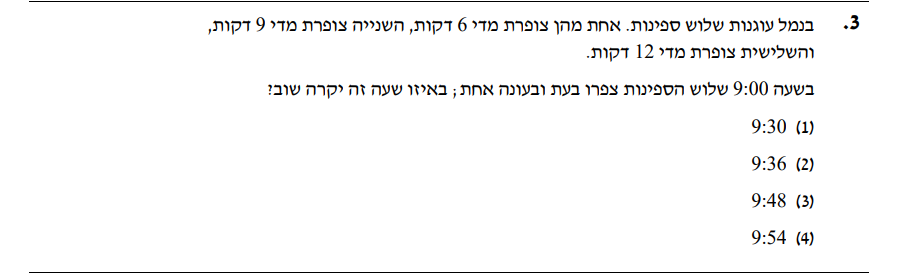 3. בנמל עוגנות שלוש ספינות. אחת מהן צופרת מדי 6 דקות, השנייה צופרת מדי 9 דקות,
והשלישית צופרת מדי 12 דקות.
בשעה 9:00 שלוש הספינות צפרו בעת ובעונה אחת; באיזו שעה זה יקרה שוב?
(1) 9:30
(2) 9:36
(3) 9:48
(4) 9:54